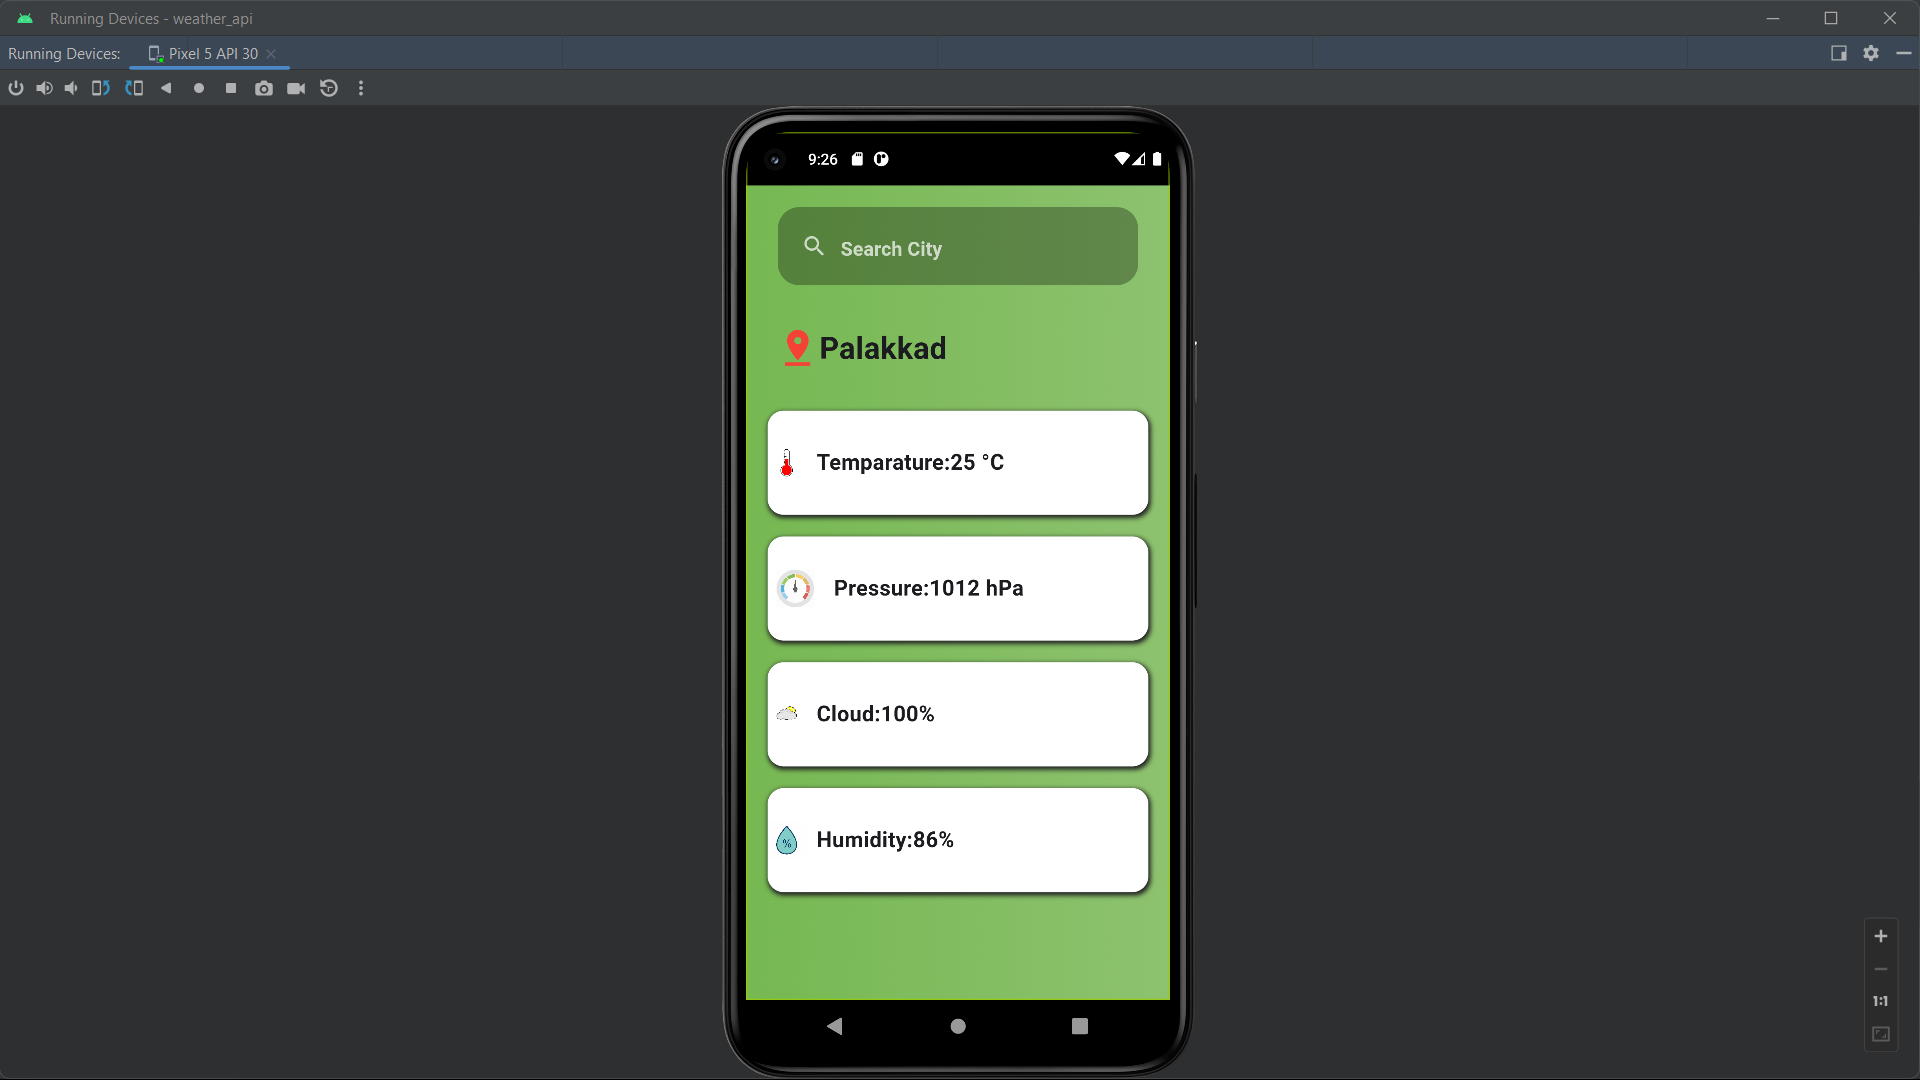 Running Devices - weather_api
Running Devices: Pixel 5 API 30
9:26
Search City
Palakkad
Temparature:25 °C
Pressure:1012 hPa
Cloud:100%
% Humidity:86%
1:1